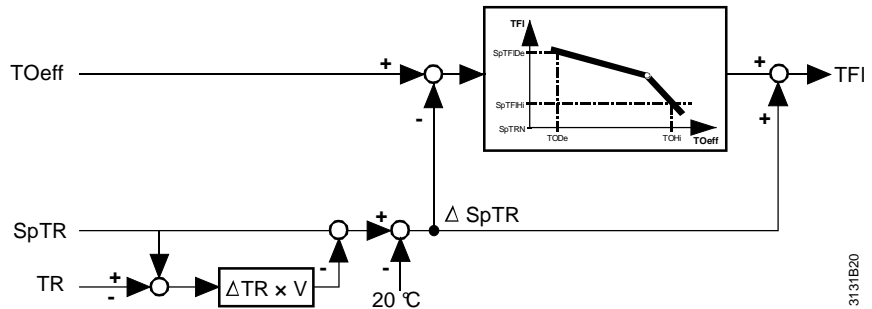 TFI
SpTFIDe
SpTFIHi
SpTRN
TODe
TOHi
TOeff
TOeff
+
-
+
+
TFI
SpTR
Δ SpTR
+
-
20 °C
TR
+
-
ΔTR × V
-
3131B20